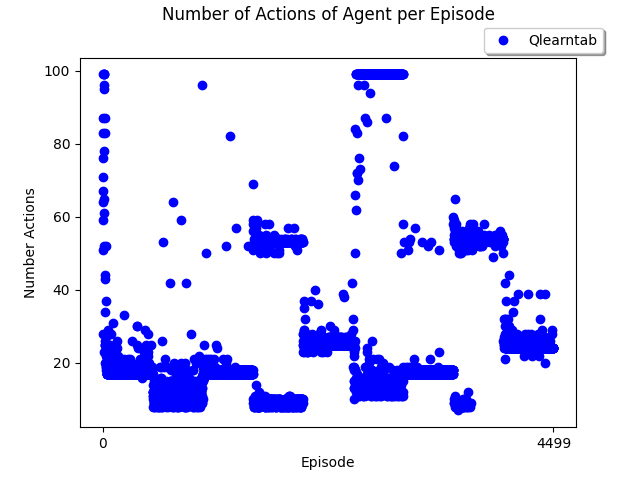 Number of Actions of Agent per Episode
Qlearntab
100
80
60
40
20
Number Actions
0
4499
Episode